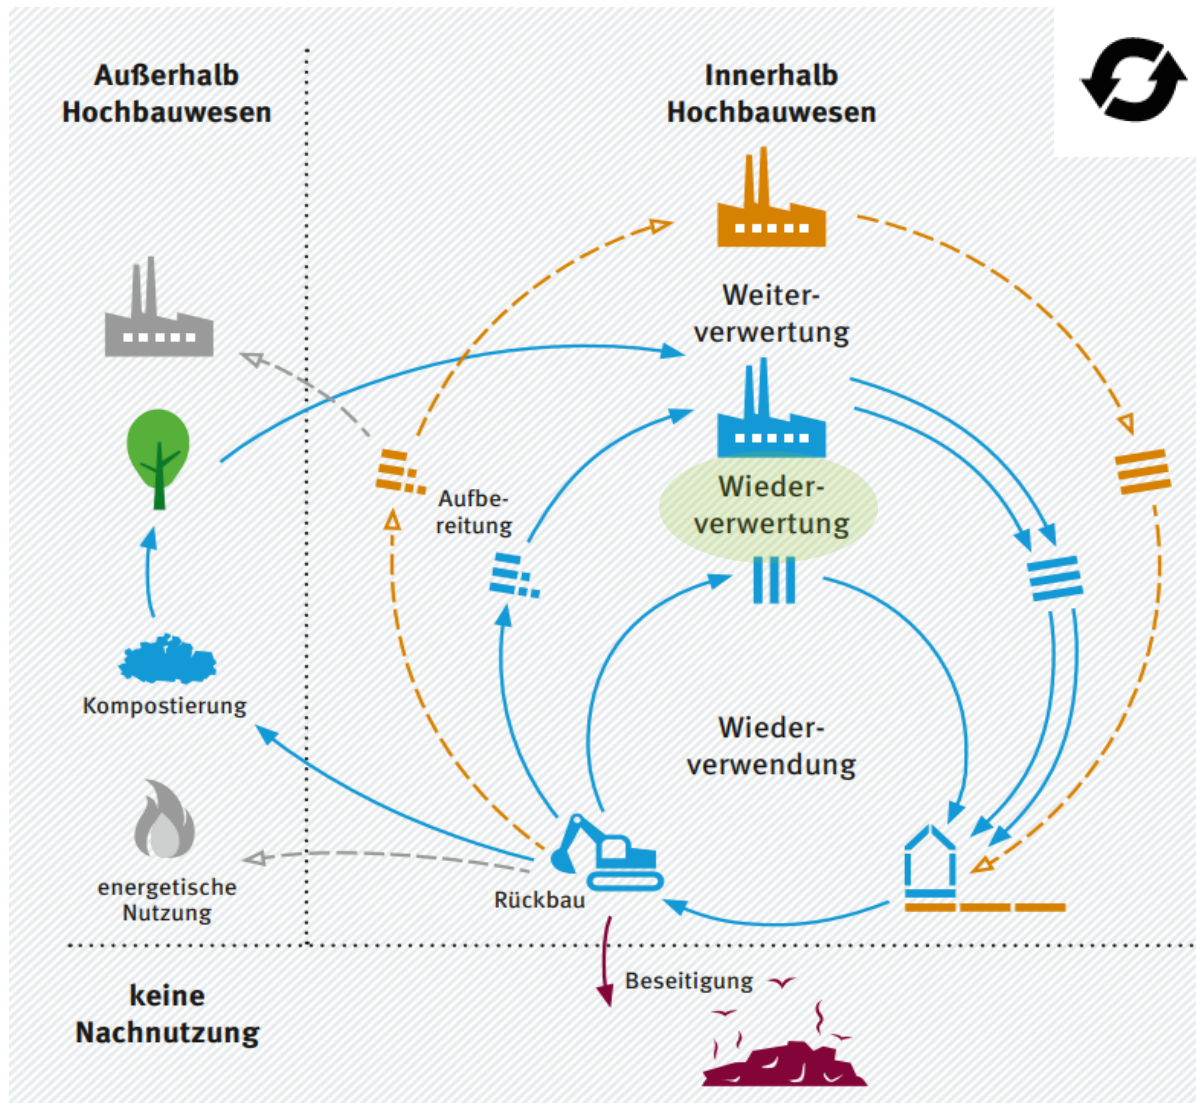 Außerhalb
Hochbauwesen
Innerhalb
Hochbauwesen
Weiter-
verwertung
Wieder-
verwertung
Aufbe-
reitung
Kompostierung
Wieder-
verwendung
energetische
Nutzung
Rückbau
keine
Nachnutzung
Beseitigung